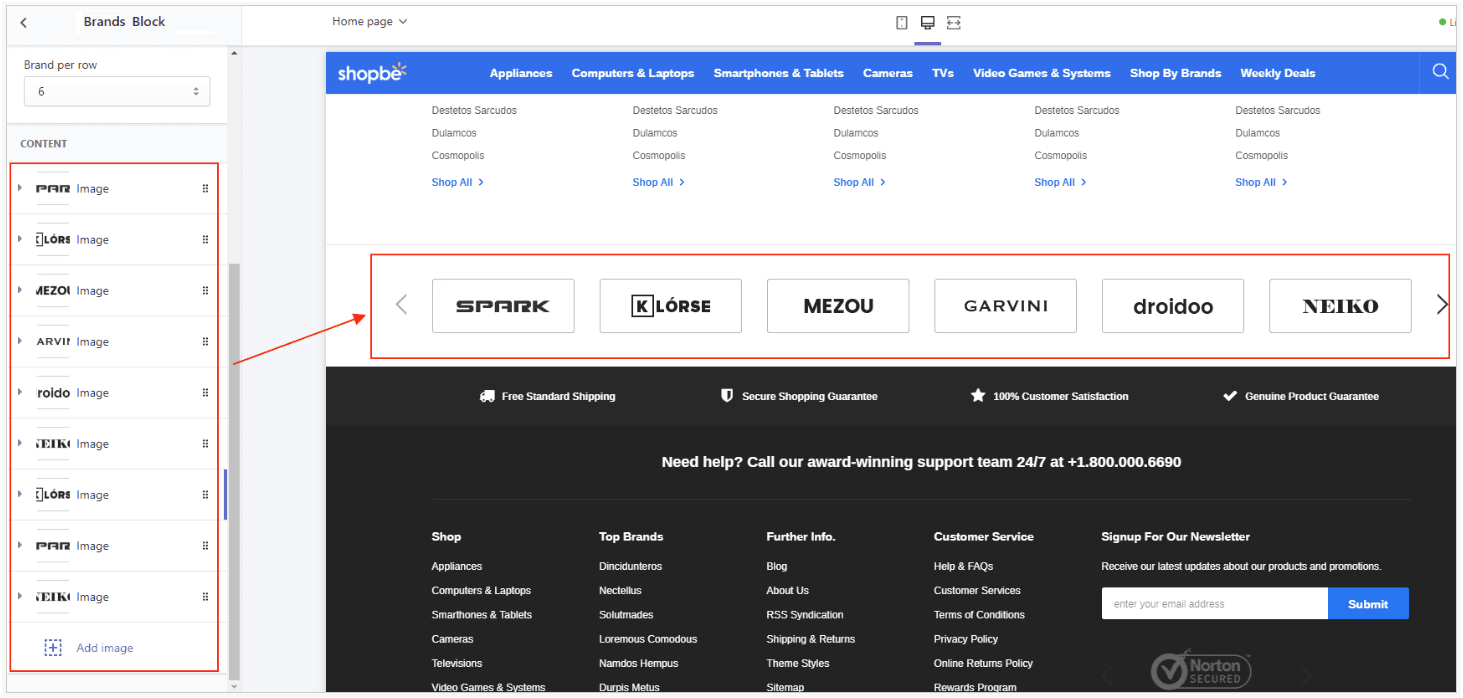 Brands Block
Home page
Li
Brand per row
6
CONTENT
PAR Image
KLÓRS Image
MEZOU Image
ARVIN Image
droidoo Image
NEIKO Image
KLÓRS Image
PAR Image
NEIKO Image
Add image
shopbe
Appliances Computers & Laptops Smartphones & Tablets Cameras TVs Video Games & Systems Shop By Brands Weekly Deals
Destetos Sarcudos Destetos Sarcudos Destetos Sarcudos Destetos Sarcudos Destetos Sarcudos
Dulamcos Dulamcos Dulamcos Dulamcos Dulamcos
Cosmopolis Cosmopolis Cosmopolis Cosmopolis Cosmopolis
Shop All Shop All Shop All Shop All Shop All
SPARK KLÓRSE MEZOU GARVINI droidoo NEIKO
Free Standard Shipping Secure Shopping Guarantee 100% Customer Satisfaction Genuine Product Guarantee
Need help? Call our award-winning support team 24/7 at +1.800.000.6690
Shop Top Brands Further Info. Customer Service Signup For Our Newsletter
Appliances Dincidunteros Blog Help & FAQs Receive our latest updates about our products and promotions.
Computers & Laptops Nectellus About Us Customer Services
enter your email address Submit
Smarthones & Tablets Solutmades RSS Syndication Terms of Conditions
Cameras Loremous Comodous Shipping & Returns Privacy Policy
Televisions Namdos Hempus Theme Styles Online Returns Policy
Video Games & Systems Durpis Metus Sitemap Rewards Program
Norton
SECURED